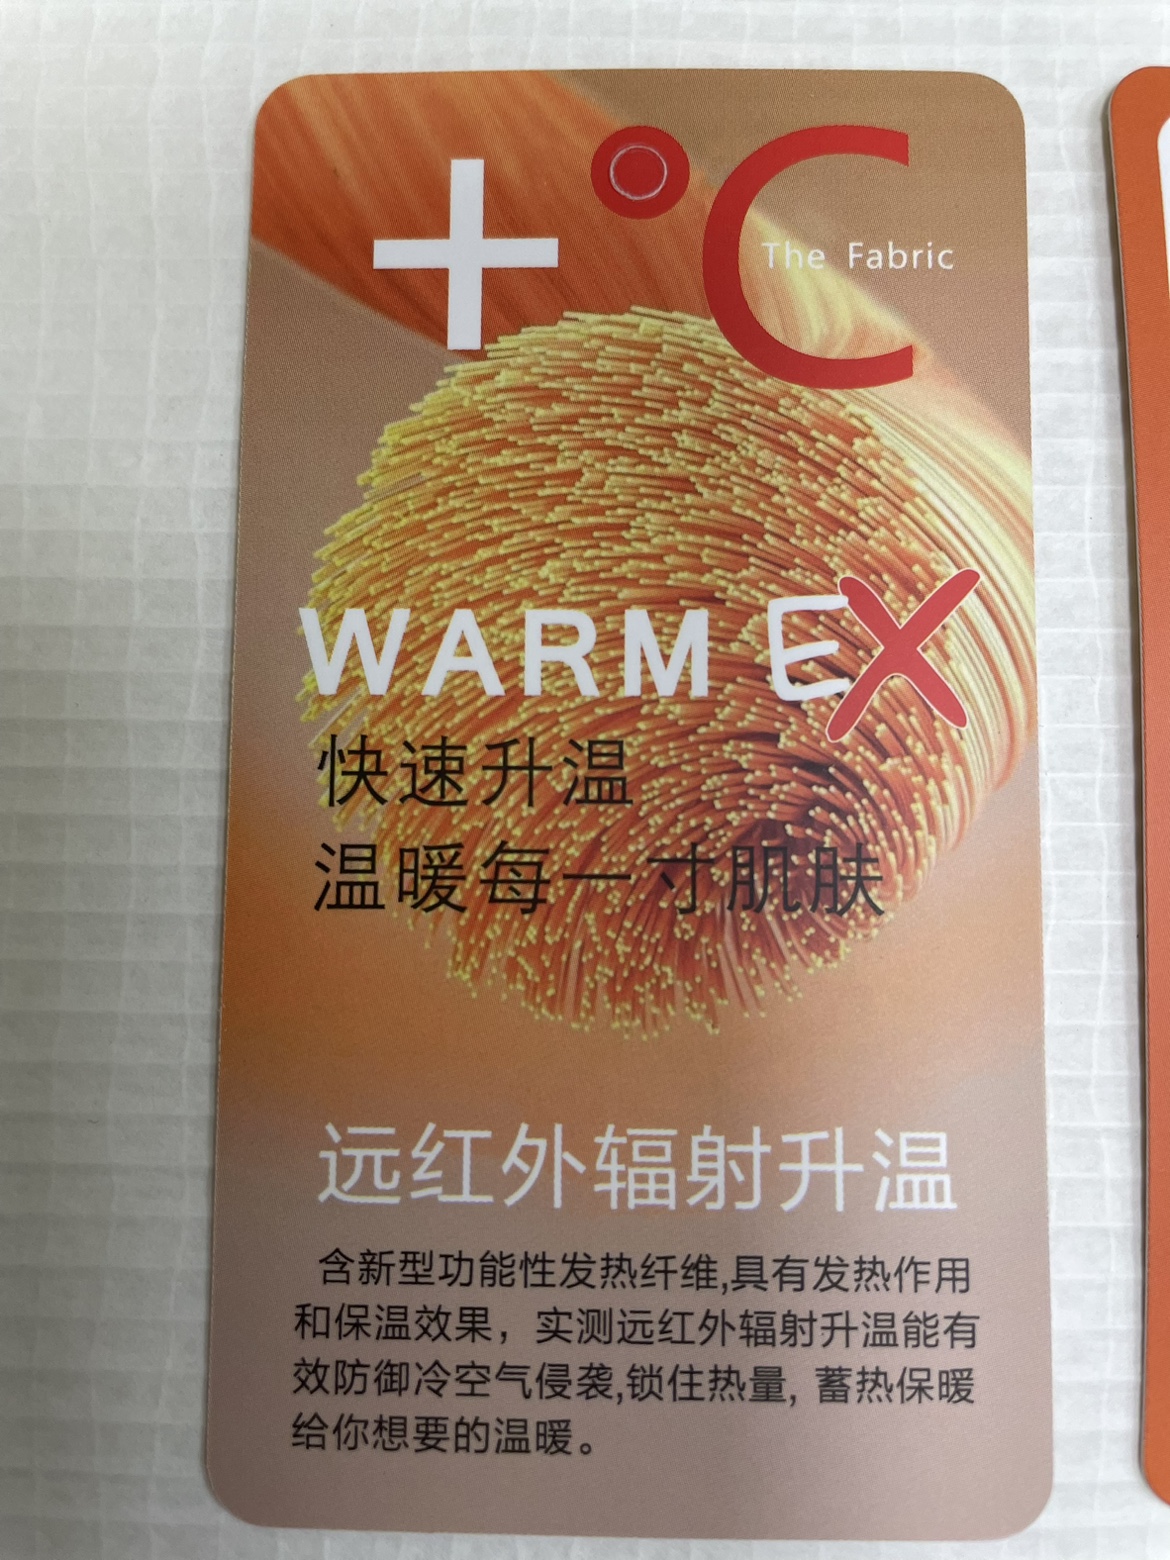 +°C
The Fabric
WARM EX
快速升温
温暖每一寸肌肤
远红外辐射升温
含新型功能性发热纤维,具有发热作用
和保温效果，实测远红外辐射升温能有
效防御冷空气侵袭,锁住热量, 蓄热保暖
给你想要的温暖。